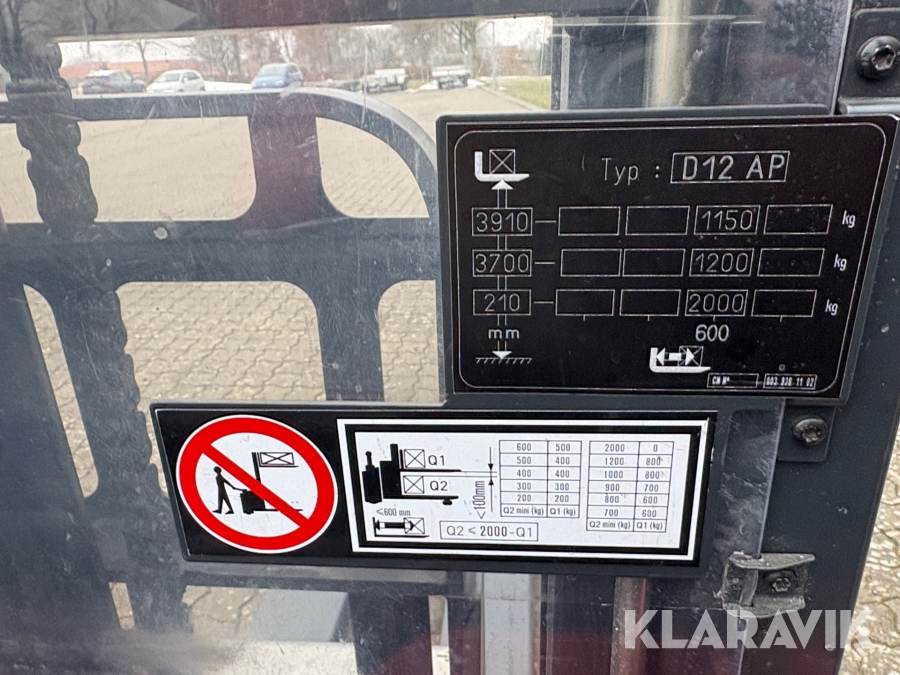 Typ : D12 AP
3910 1150 kg
3700 1200 kg
210 2000 kg
mm 600
CN Nº 003.838.11 02
Q1
Q2
<100mm
≤600 mm
Q2 ≤ 2000-Q1
600 500
500 400
400 400
300 300
200 200
Q2 mini (kg) Q1 (kg)
2000 0
1200 800
1000 800
900 700
800 600
700 600
Q2 mini (kg) Q1 (kg)
KLARAVIK